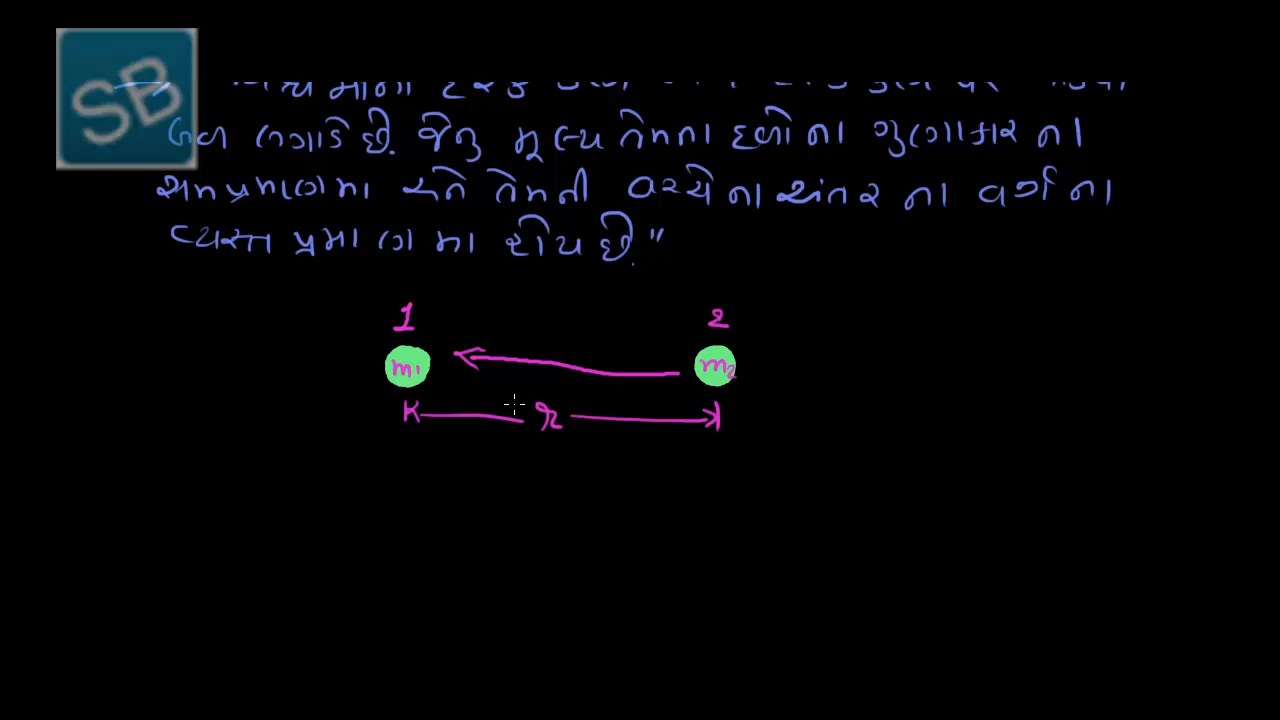 SB
બળ લગાડે છે. જેનુ મૂલ્ય તેમના દળોના ગુણાકાર ના
સમપ્રમાણમા અને તેમની વચ્ચેના અંતર ના વર્ગના
વ્યસ્ત પ્રમાણમા હોય છે."
1 2
m1 m2
r